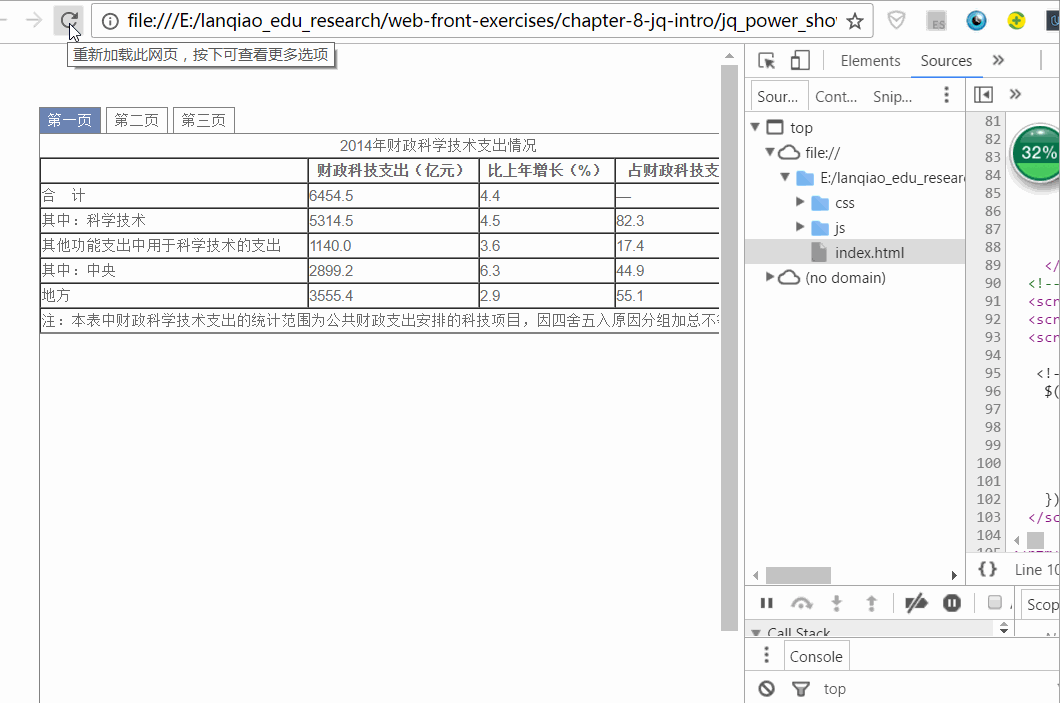 file:///E:/lanqiao_edu_research/web-front-exercises/chapter-8-jq-intro/jq_power_sho
重新加载此网页，按下可查看更多选项
第一页 第二页 第三页
2014年财政科学技术支出情况
财政科技支出（亿元） 比上年增长（%） 占财政科技支
合 计 6454.5 4.4 —
其中：科学技术 5314.5 4.5 82.3
其他功能支出中用于科学技术的支出 1140.0 3.6 17.4
其中：中央 2899.2 6.3 44.9
地方 3555.4 2.9 55.1
注：本表中财政科学技术支出的统计范围为公共财政支出安排的科技项目，因四舍五入原因分组加总不
Elements Sources »
Sour... Cont... Snip... »
top
file://
E:/lanqiao_edu_resear
css
js
index.html
(no domain)
81
82
83
84
85
86
87
88
89 </
90 <!--
91 <scr
92 <scr
93 <scr
94
95 <!-
96 $(
97
98
99
100
101
102 })
103 </sc
104
32%
ES
{} Line 10
Scop
Call Stack
Console
top